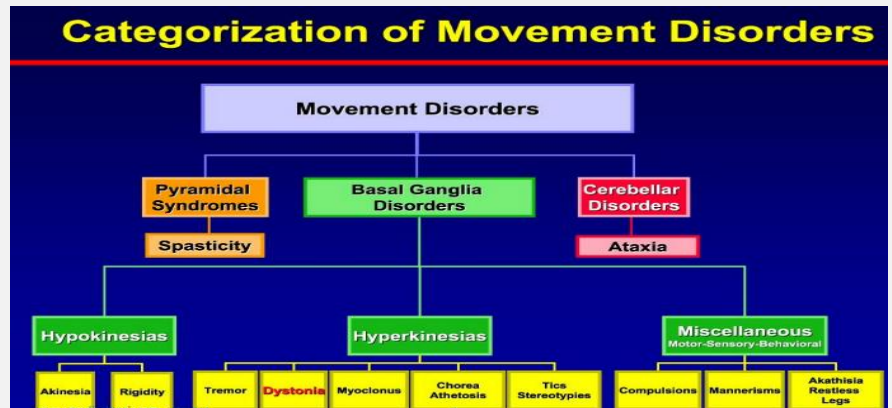 Categorization of Movement Disorders
Movement Disorders
Pyramidal
Syndromes
Basal Ganglia
Disorders
Cerebellar
Disorders
Spasticity
Ataxia
Hypokinesias
Hyperkinesias
Miscellaneous
Motor-Sensory-Behavioral
Akinesia
Rigidity
Tremor
Dystonia
Myoclonus
Chorea
Athetosis
Tics
Stereotypies
Compulsions
Mannerisms
Akathisia
Restless
Legs